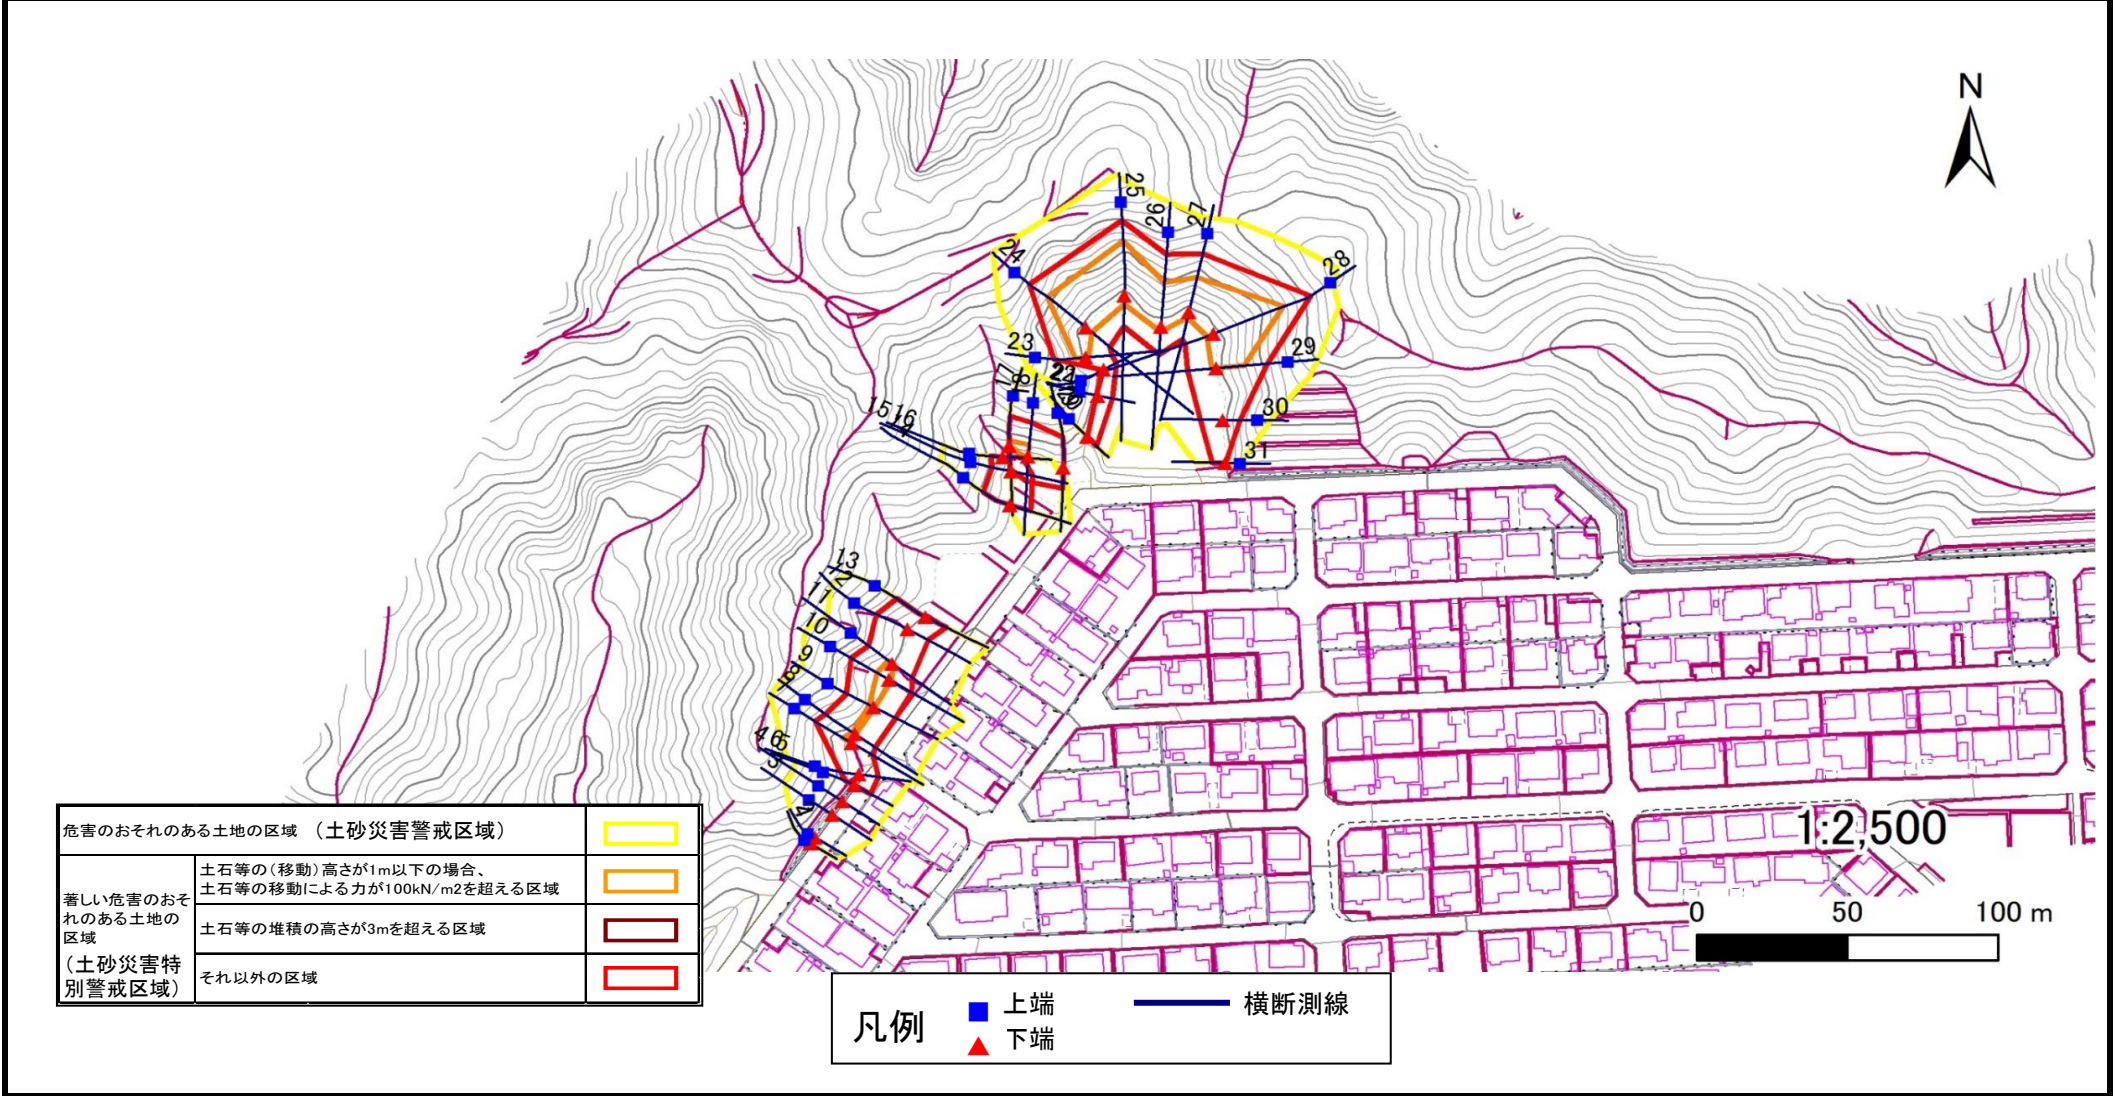 N
25
26
27
24
28
23
29
22
17
30
15
16
31
13
11
10
9
4
6
5
3
1:2,500
0 50 100 m
危害のおそれのある土地の区域 （土砂災害警戒区域）
著しい危害のおそ
れのある土地の
区域
（土砂災害特
別警戒区域）
土石等の(移動)高さが1m以下の場合、
土石等の移動による力が100kN/m2を超える区域
土石等の堆積の高さが3mを超える区域
それ以外の区域
凡例
上端
下端
横断測線